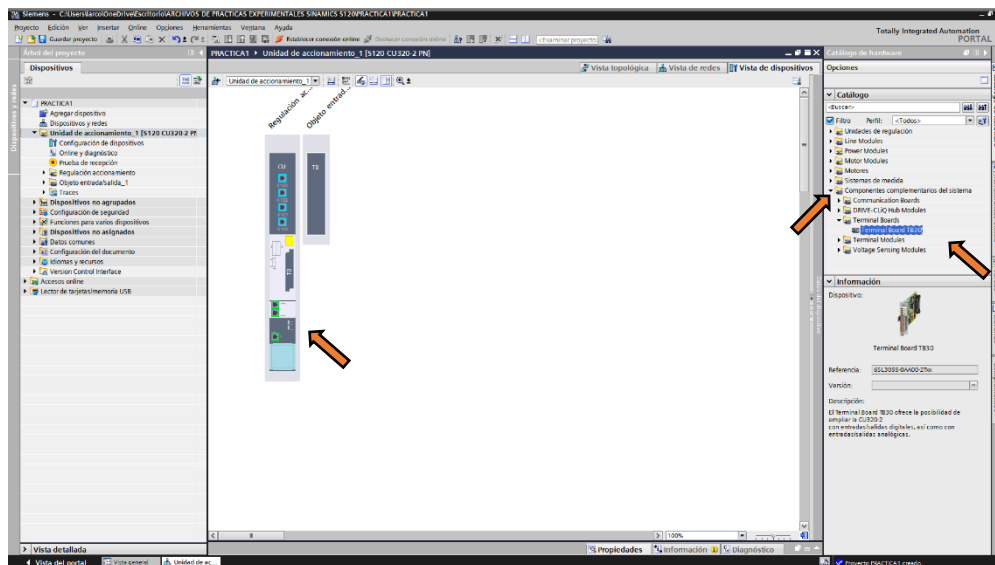 Siemens - C:\Users\larco\OneDrive\Escritorio\ARCHIVOS DE PRACTICAS EXPERIMENTALES SINAMICS S120\PRACTICA1\PRACTICA1
Proyecto Edición Ver Insertar Online Opciones Herramientas Ventana Ayuda
Totally Integrated Automation
PORTAL
Guardar proyecto
Establecer conexión online
Deshacer conexión online
<Examinar proyecto>
Árbol del proyecto
PRACTICA1 Unidad de accionamiento_1 [S120 CU320-2 PN]
Catálogo de hardware
Dispositivos
Vista topológica
Vista de redes
Vista de dispositivos
Opciones
Unidad de accionamiento_1
Dispositivos y redes
PRACTICA1
Agregar dispositivo
Dispositivos y redes
Unidad de accionamiento_1 [S120 CU320-2 PN
Configuración de dispositivos
Online y diagnóstico
Prueba de recepción
Regulación accionamiento
Objeto entrada/salida_1
Traces
Dispositivos no agrupados
Configuración de seguridad
Funciones para varios dispositivos
Dispositivos no asignados
Datos comunes
Configuración del documento
Idiomas y recursos
Version Control Interface
Accesos online
Lector de tarjetas/memoria USB
Regulación ac...
Objeto entrad...
CU
TB
Catálogo
<Buscar>
Filtro Perfil: <Todos>
Unidades de regulación
Line Modules
Power Modules
Motor Modules
Motores
Sistemas de medida
Componentes complementarios del sistema
Communication Boards
DRIVE-CLiQ Hub Modules
Terminal Boards
Terminal Board TB30
Terminal Modules
Voltage Sensing Modules
Información
Dispositivo:
Terminal Board TB30
Referencia: 6SL3055-0AA00-2TAx
Versión:
Descripción:
El Terminal Board TB30 ofrece la posibilidad de
ampliar la CU320-2
con entradas/salidas digitales, así como con
entradas/salidas analógicas.
100%
Vista detallada
Propiedades
Información
Diagnóstico
Vista del portal
Vista general
Unidad de ac...
Proyecto PRACTICA1 creado.